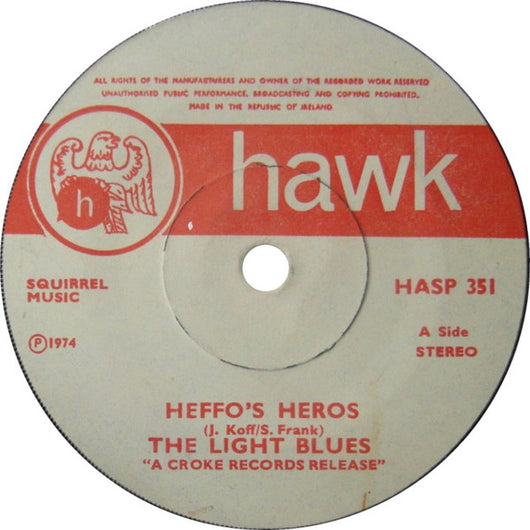 ALL RIGHTS OF THE MANUFACTURERS AND OWNER OF THE RECORDED WORK RESERVED
UNAUTHORISED PUBLIC PERFORMANCE, BROADCASTING AND COPYING PROHIBITED.
MADE IN THE REPUBLIC OF IRELAND
h
hawk
SQUIRREL
MUSIC
HASP 351
Ⓟ1974
A Side
STEREO
HEFFO'S HEROS
(J. Koff/S. Frank)
THE LIGHT BLUES
"A CROKE RECORDS RELEASE"